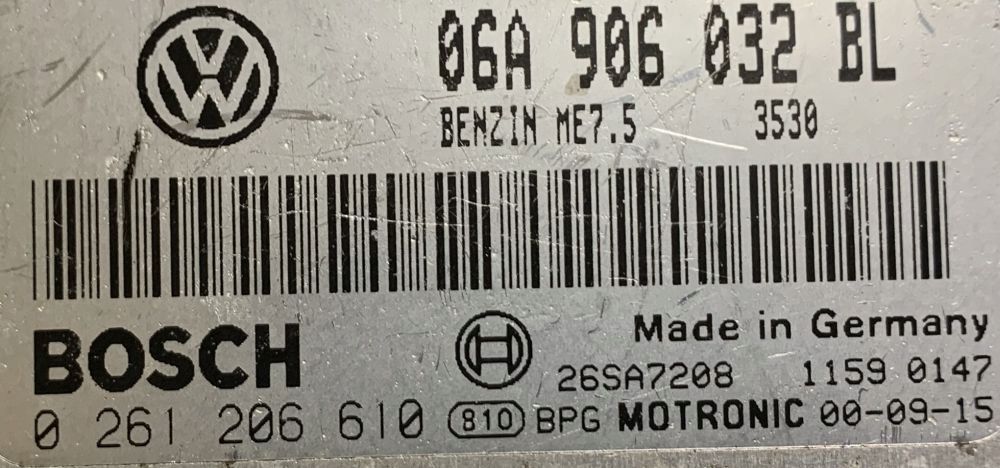 06A 906 032 BL
BENZIN ME7.5 3530
BOSCH
Made in Germany
26SA7208 1159 0147
0 261 206 610 810 BPG MOTRONIC 00-09-15